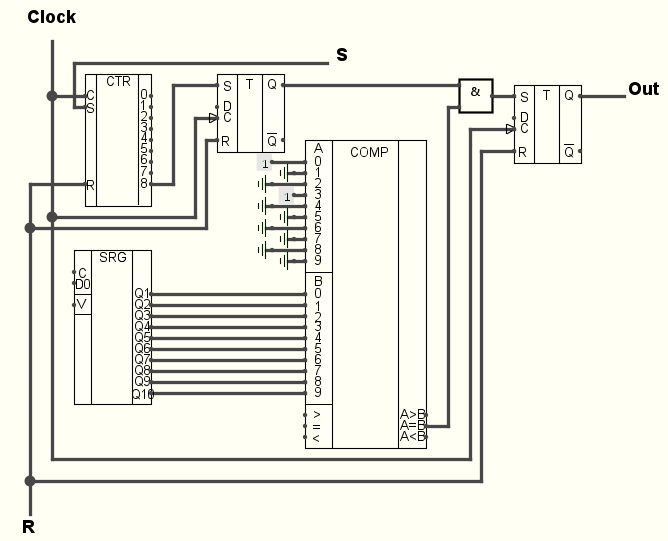 Clock
S
CTR
C
S
R
0
1
2
3
4
5
6
7
8
S T Q
D
C
R Q
&
S T Q
D
C
R Q
Out
A COMP
1 0
1
2
1 3
4
5
6
7
8
9
B
0
1
2
3
4
5
6
7
8
9
>
=
<
A>B
A=B
A<B
SRG
C
D0
V
Q1
Q2
Q3
Q4
Q5
Q6
Q7
Q8
Q9
Q10
R